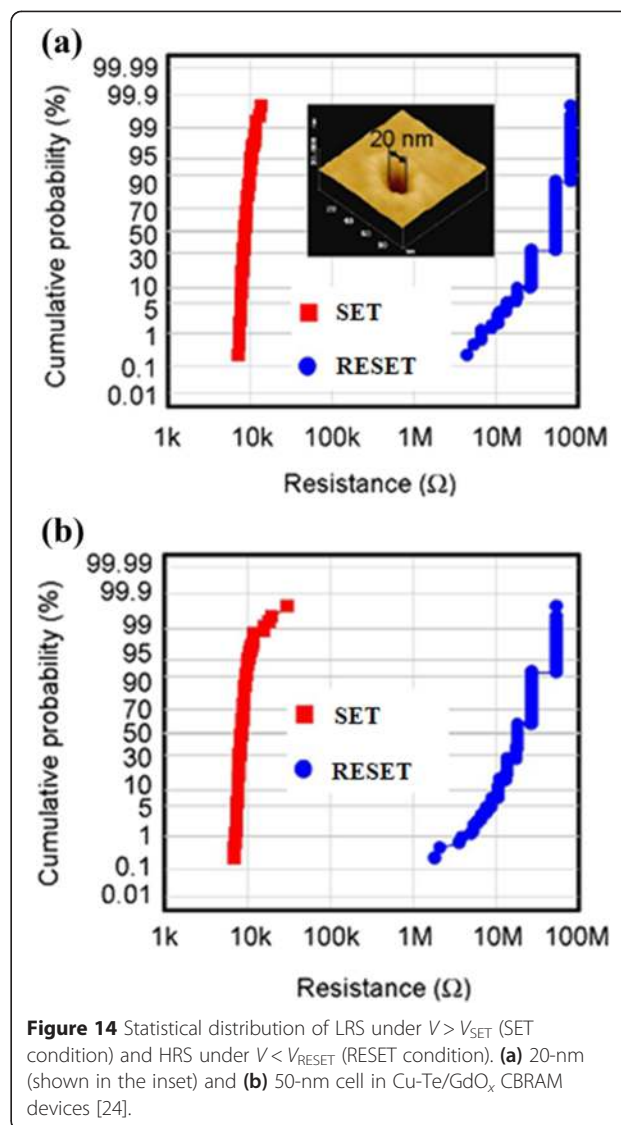 (a)
99.99
99.9
99
95
90
70
50
30
10
5
1
0.1
0.01
Cumulative probability (%)
20 nm
SET
RESET
1k 10k 100k 1M 10M 100M
Resistance (Ω)
(b)
99.99
99.9
99
95
90
70
50
30
10
5
1
0.1
0.01
Cumulative probability (%)
SET
RESET
1k 10k 100k 1M 10M 100M
Resistance (Ω)
Figure 14 Statistical distribution of LRS under V > V_SET (SET
condition) and HRS under V < V_RESET (RESET condition). (a) 20-nm
(shown in the inset) and (b) 50-nm cell in Cu-Te/GdO_x CBRAM
devices [24].